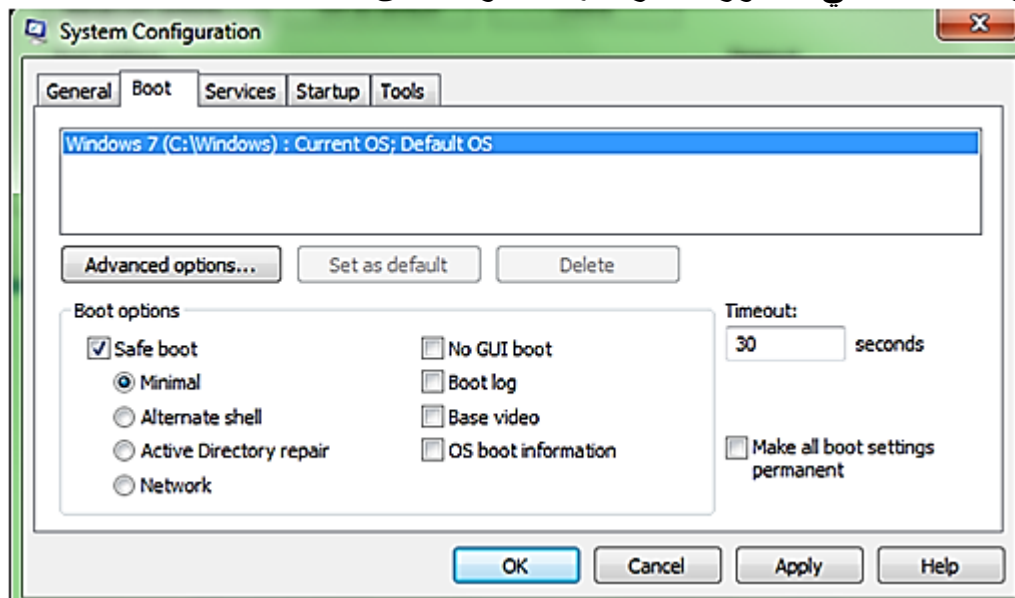 System Configuration
General Boot Services Startup Tools
Windows 7 (C:\Windows) : Current OS; Default OS
Advanced options... Set as default Delete
Boot options
Timeout:
Safe boot No GUI boot 30 seconds
Minimal Boot log
Alternate shell Base video
Active Directory repair OS boot information Make all boot settings
permanent
Network
OK Cancel Apply Help